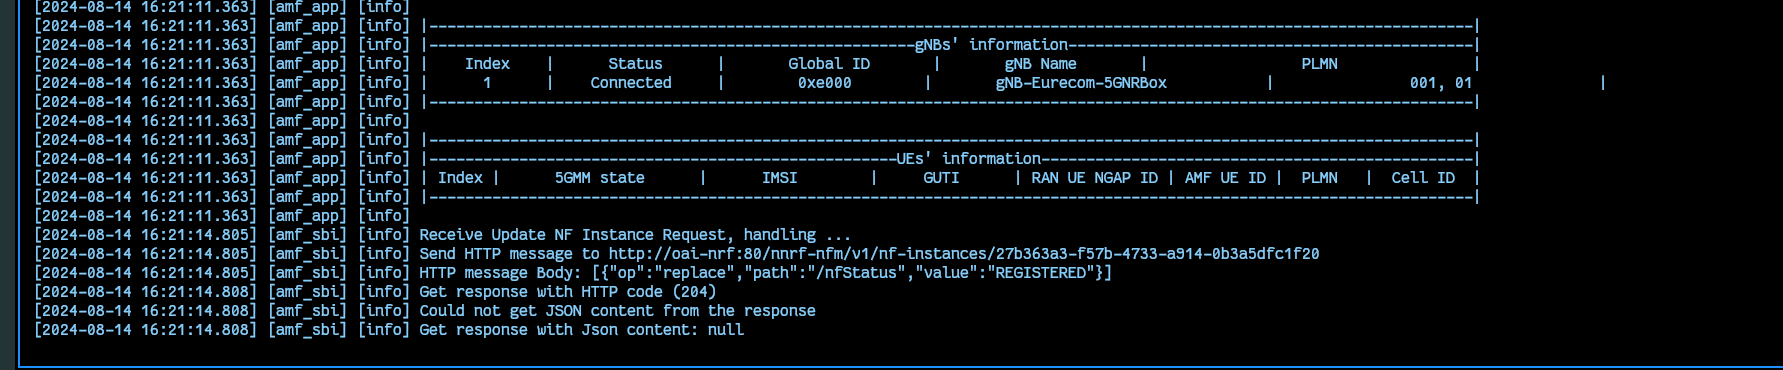 [2024-08-14 16:21:11.363] [amf_app] [info]
[2024-08-14 16:21:11.363] [amf_app] [info] |--------------------------------------------------------------------------------------------------------------------|
[2024-08-14 16:21:11.363] [amf_app] [info] |------------------------------------------------------gNBs' information---------------------------------------------|
[2024-08-14 16:21:11.363] [amf_app] [info] |    Index    |      Status      |       Global ID       |       gNB Name       |                 PLMN               |
[2024-08-14 16:21:11.363] [amf_app] [info] |      1      |    Connected     |        0xe000        |       gNB-Eurecom-5GNRBox           |               001, 01              |
[2024-08-14 16:21:11.363] [amf_app] [info] |--------------------------------------------------------------------------------------------------------------------|
[2024-08-14 16:21:11.363] [amf_app] [info]
[2024-08-14 16:21:11.363] [amf_app] [info] |--------------------------------------------------------------------------------------------------------------------|
[2024-08-14 16:21:11.363] [amf_app] [info] |----------------------------------------------------UEs' information------------------------------------------------|
[2024-08-14 16:21:11.363] [amf_app] [info] | Index |      5GMM state      |      IMSI        |     GUTI      | RAN UE NGAP ID | AMF UE ID |  PLMN   |  Cell ID  |
[2024-08-14 16:21:11.363] [amf_app] [info] |--------------------------------------------------------------------------------------------------------------------|
[2024-08-14 16:21:11.363] [amf_app] [info]
[2024-08-14 16:21:14.805] [amf_sbi] [info] Receive Update NF Instance Request, handling ...
[2024-08-14 16:21:14.805] [amf_sbi] [info] Send HTTP message to http://oai-nrf:80/nnrf-nfm/v1/nf-instances/27b363a3-f57b-4733-a914-0b3a5dfc1f20
[2024-08-14 16:21:14.805] [amf_sbi] [info] HTTP message Body: [{"op":"replace","path":"/nfStatus","value":"REGISTERED"}]
[2024-08-14 16:21:14.808] [amf_sbi] [info] Get response with HTTP code (204)
[2024-08-14 16:21:14.808] [amf_sbi] [info] Could not get JSON content from the response
[2024-08-14 16:21:14.808] [amf_sbi] [info] Get response with Json content: null